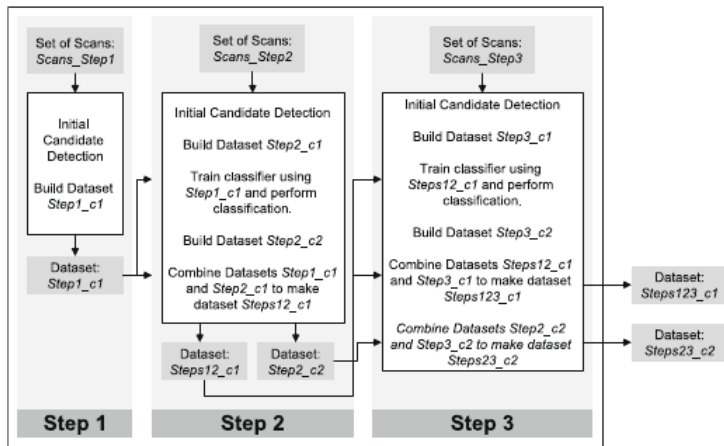 Set of Scans:
Scans_Step1
Initial
Candidate
Detection
Build Dataset
Step1_c1
Dataset:
Step1_c1
Step 1
Set of Scans:
Scans_Step2
Initial Candidate Detection
Build Dataset Step2_c1
Train classifier using
Step1_c1 and perform
classification.
Build Dataset Step2_c2
Combine Datasets Step1_c1
and Step2_c1 to make
dataset Steps12_c1
Dataset:
Steps12_c1
Dataset:
Step2_c2
Step 2
Set of Scans:
Scans_Step3
Initial Candidate Detection
Build Dataset Step3_c1
Train classifier using
Steps12_c1 and perform
classification.
Build Dataset Step3_c2
Combine Datasets Steps12_c1
and Step3_c1 to make dataset
Steps123_c1
Combine Datasets Step2_c2
and Step3_c2 to make dataset
Steps23_c2
Step 3
Dataset:
Steps123_c1
Dataset:
Steps23_c2